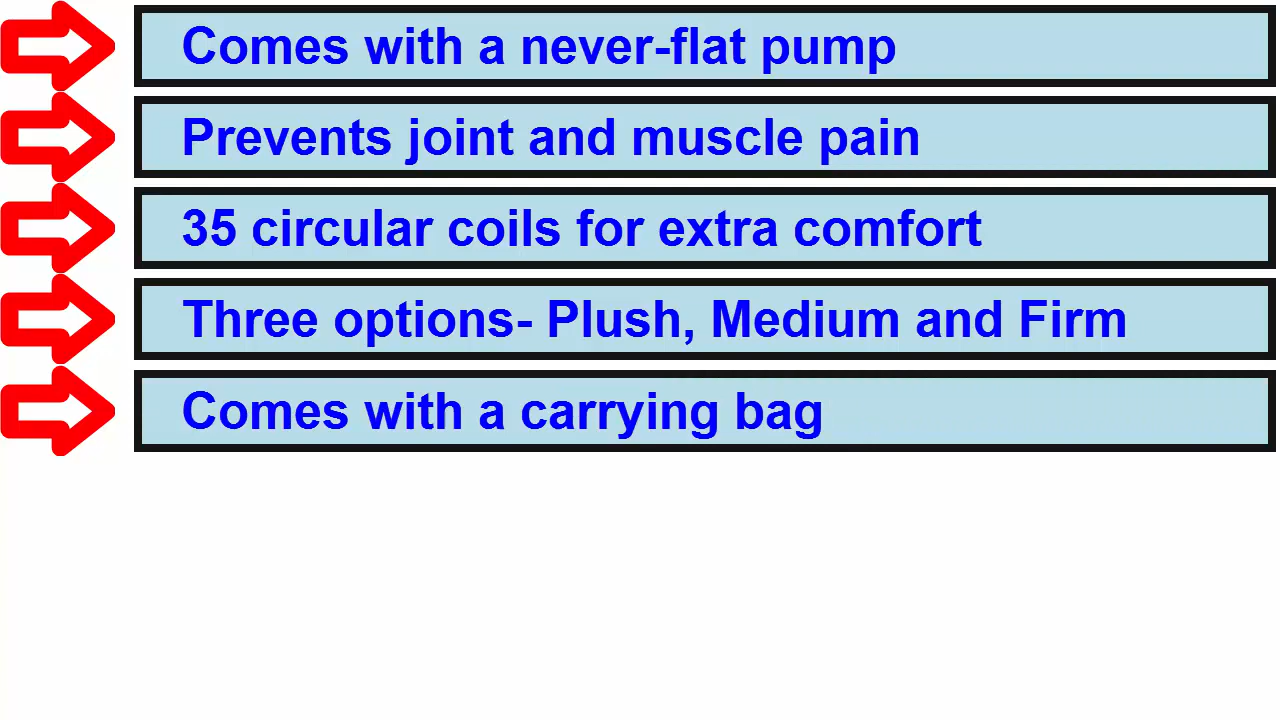 Comes with a never-flat pump
Prevents joint and muscle pain
35 circular coils for extra comfort
Three options- Plush, Medium and Firm
Comes with a carrying bag